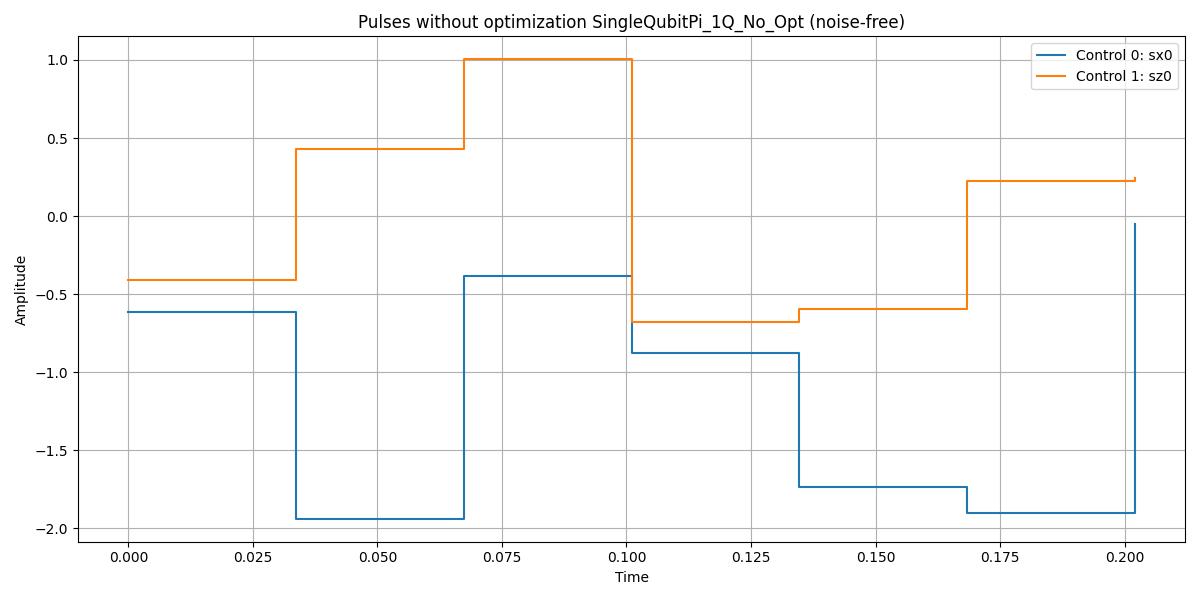 Pulses without optimization SingleQubitPi_1Q_No_Opt (noise-free)
Control 0: sx0
Control 1: sz0
Amplitude
1.0
0.5
0.0
−0.5
−1.0
−1.5
−2.0
0.000 0.025 0.050 0.075 0.100 0.125 0.150 0.175 0.200
Time